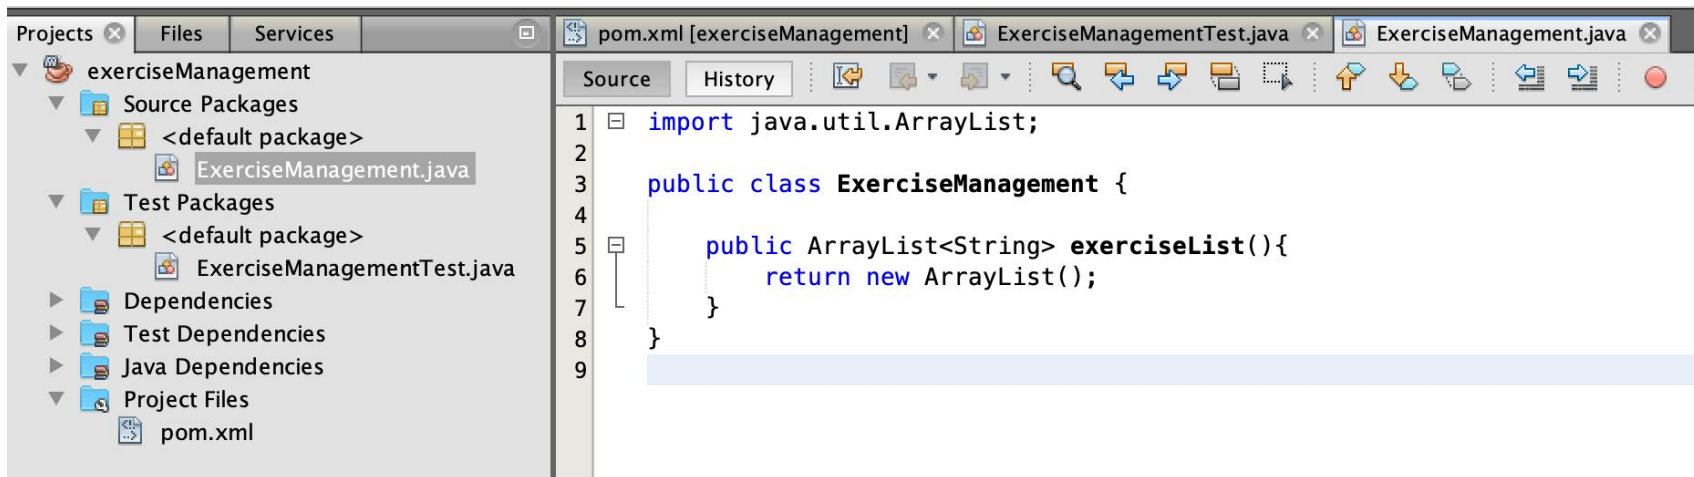 Projects Files Services
exerciseManagement
Source Packages
<default package>
ExerciseManagement.java
Test Packages
<default package>
ExerciseManagementTest.java
Dependencies
Test Dependencies
Java Dependencies
Project Files
pom.xml
pom.xml [exerciseManagement] ExerciseManagementTest.java ExerciseManagement.java
Source History
1 import java.util.ArrayList;
2
3 public class ExerciseManagement {
4
5 public ArrayList<String> exerciseList(){
6 return new ArrayList();
7 }
8 }
9